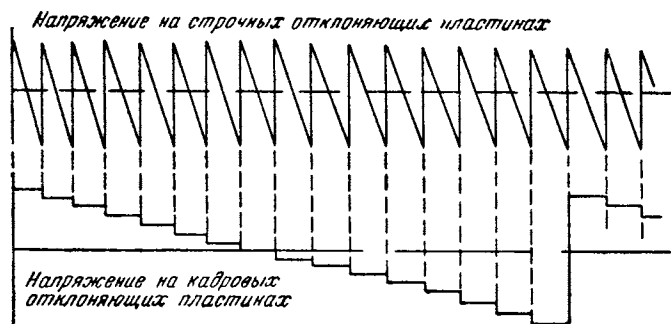 Напряжение на строчных отклоняющих пластинах
Напряжение на кадровых
отклоняющих пластинах